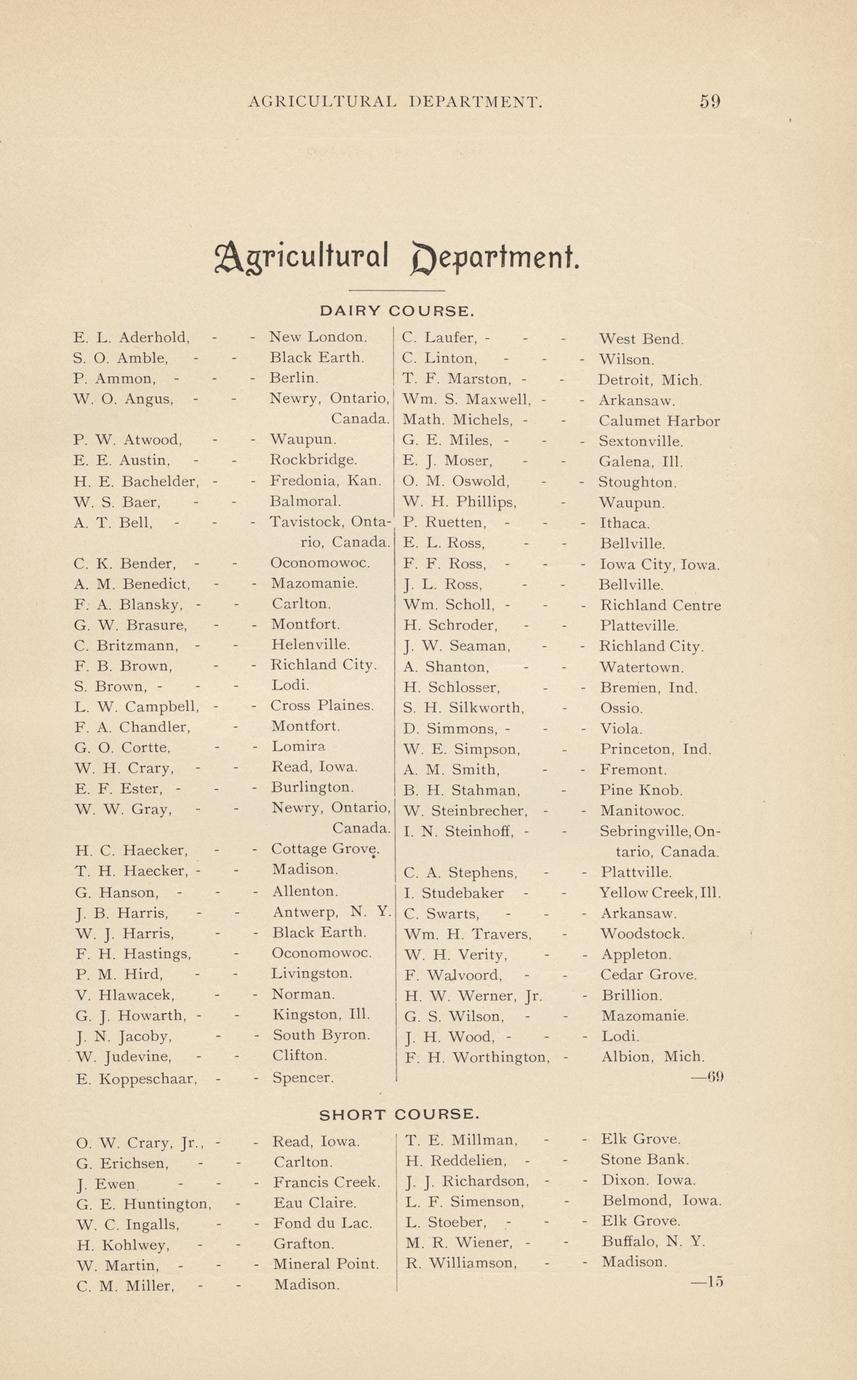 AGRICULTURAL DEPARTMENT. 59
Agricultural Department.
DAIRY COURSE.
E. L. Aderhold, - - New London.
S. O. Amble, - - Black Earth.
P. Ammon, - - - Berlin.
W. O. Angus, - - Newry, Ontario,
Canada.
P. W. Atwood, - - Waupun.
E. E. Austin, - - Rockbridge.
H. E. Bachelder, - - Fredonia, Kan.
W. S. Baer, - - Balmoral.
A. T. Bell, - - - Tavistock, Onta-
rio, Canada.
C. K. Bender, - - Oconomowoc.
A. M. Benedict, - - Mazomanie.
F. A. Blansky, - - Carlton.
G. W. Brasure, - - Montfort.
C. Britzmann, - - Helenville.
F. B. Brown, - - Richland City.
S. Brown, - - - Lodi.
L. W. Campbell, - - Cross Plaines.
F. A. Chandler, - Montfort.
G. O. Cortte, - - Lomira
W. H. Crary, - - Read, Iowa.
E. F. Ester, - - Burlington.
W. W. Gray, - - Newry, Ontario,
Canada.
H. C. Haecker, - - Cottage Grove.
T. H. Haecker, - - Madison.
G. Hanson, - - - Allenton.
J. B. Harris, - - Antwerp, N. Y.
W. J. Harris, - - Black Earth.
F. H. Hastings, - Oconomowoc.
P. M. Hird, - - Livingston.
V. Hlawacek, - - Norman.
G. J. Howarth, - - Kingston, Ill.
J. N. Jacoby, - - South Byron.
W. Judevine, - - Clifton.
E. Koppeschaar, - - Spencer.
C. Laufer, - - - West Bend.
C. Linton, - - - Wilson.
T. F. Marston, - - Detroit, Mich.
Wm. S. Maxwell, - - Arkansaw.
Math. Michels, - - Calumet Harbor
G. E. Miles, - - - Sextonville.
E. J. Moser, - - Galena, Ill.
O. M. Oswold, - - Stoughton.
W. H. Phillips, - Waupun.
P. Ruetten, - - - Ithaca.
E. L. Ross, - - Bellville.
F. F. Ross, - - - Iowa City, Iowa.
J. L. Ross, - - Bellville.
Wm. Scholl, - - - Richland Centre
H. Schroder, - - Platteville.
J. W. Seaman, - - Richland City.
A. Shanton, - - Watertown.
H. Schlosser, - - Bremen, Ind.
S. H. Silkworth, - Ossio.
D. Simmons, - - - Viola.
W. E. Simpson, - Princeton, Ind.
A. M. Smith, - - Fremont.
B. H. Stahman, - Pine Knob.
W. Steinbrecher, - - Manitowoc.
I. N. Steinhoff, - - Sebringville, On-
tario, Canada.
C. A. Stephens, - - Plattville.
I. Studebaker - - Yellow Creek, Ill.
C. Swarts, - - - Arkansaw.
Wm. H. Travers, - Woodstock.
W. H. Verity, - - Appleton.
F. Walvoord, - - Cedar Grove.
H. W. Werner, Jr. - Brillion.
G. S. Wilson, - - Mazomanie.
J. H. Wood, - - - Lodi.
F. H. Worthington, - Albion, Mich.
—69
SHORT COURSE.
O. W. Crary, Jr., - - Read, Iowa.
G. Erichsen, - - Carlton.
J. Ewen - - - Francis Creek.
G. E. Huntington, - Eau Claire.
W. C. Ingalls, - - Fond du Lac.
H. Kohlwey, - - Grafton.
W. Martin, - - - Mineral Point.
C. M. Miller, - - Madison.
T. E. Millman, - - Elk Grove.
H. Reddelien, - - Stone Bank.
J. J. Richardson, - - Dixon. Iowa.
L. F. Simenson, - Belmond, Iowa.
L. Stoeber, - - - Elk Grove.
M. R. Wiener, - - Buffalo, N. Y.
R. Williamson, - - Madison.
—15